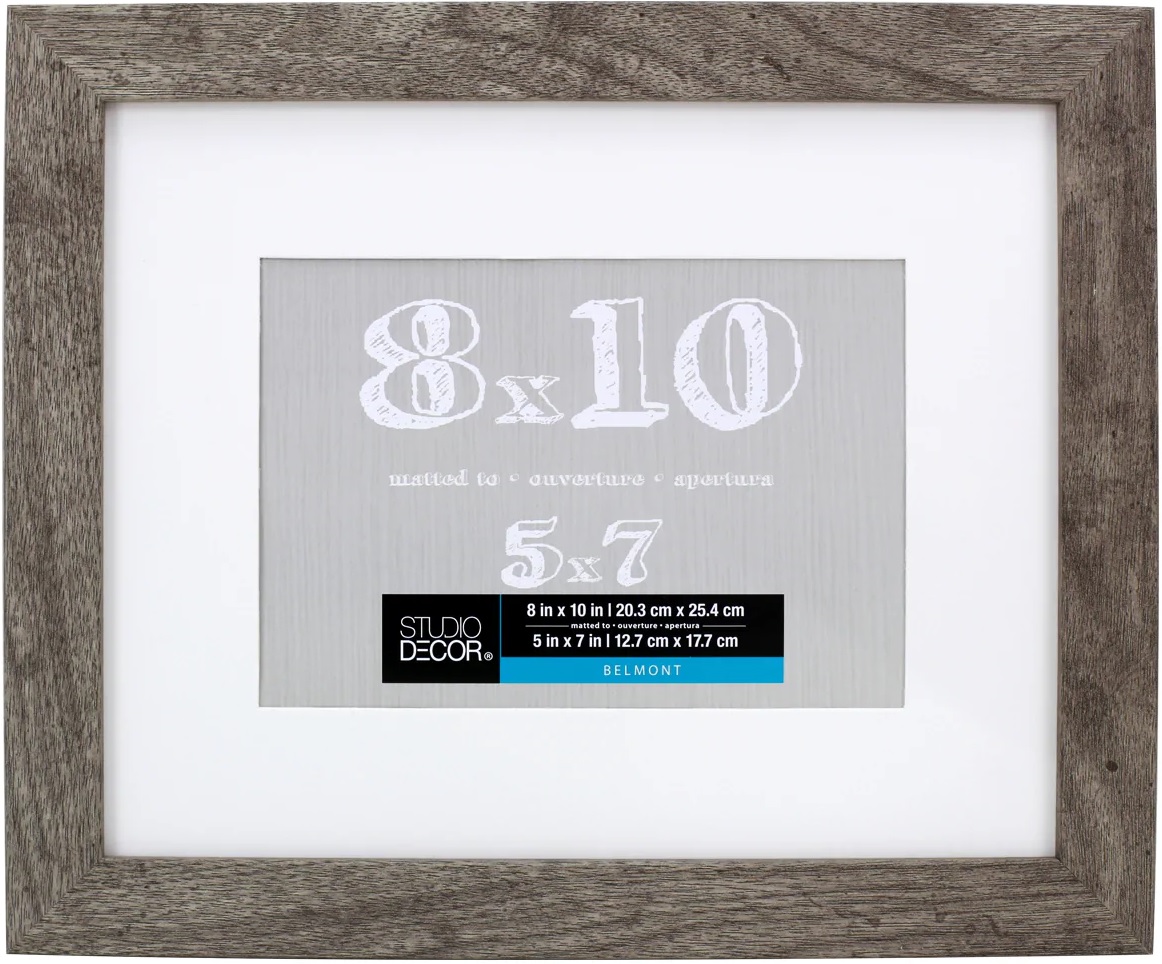 8x10
matted to • ouverture • apertura
5x7
STUDIO
DECOR®
8 in x 10 in | 20.3 cm x 25.4 cm
matted to • ouverture • apertura
5 in x 7 in | 12.7 cm x 17.7 cm
BELMONT